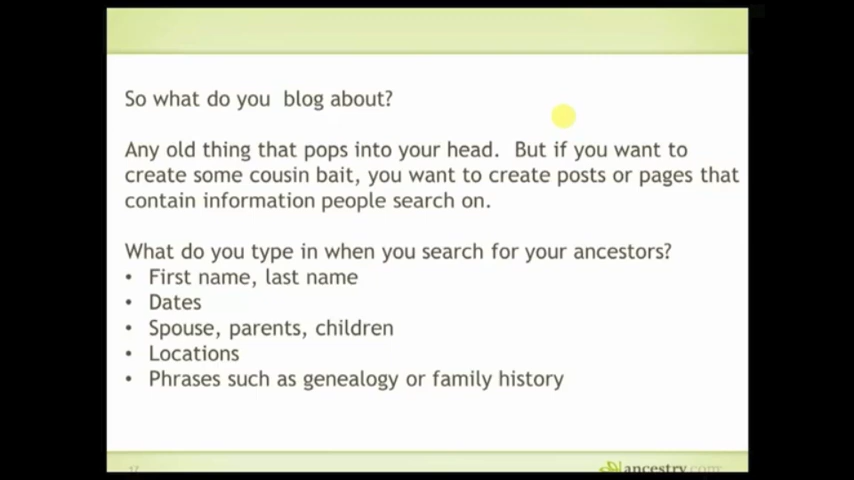 So what do you blog about?
Any old thing that pops into your head. But if you want to
create some cousin bait, you want to create posts or pages that
contain information people search on.
What do you type in when you search for your ancestors?
• First name, last name
• Dates
• Spouse, parents, children
• Locations
• Phrases such as genealogy or family history
17
ancestry.com